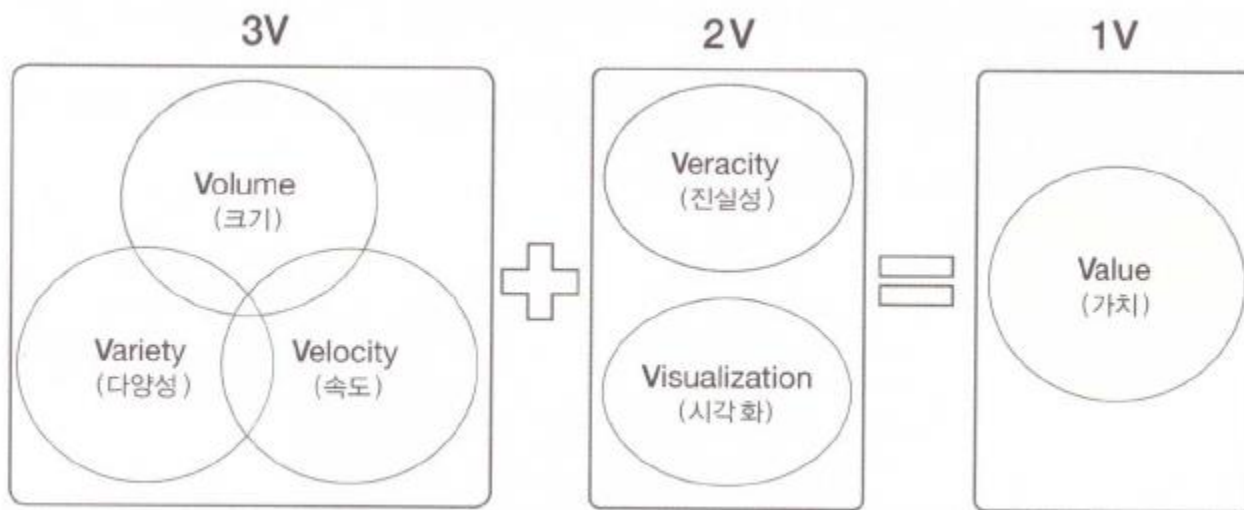 3V
2V
1V
Volume
(크기)
Variety
(다양성)
Velocity
(속도)
Veracity
(진실성)
Visualization
(시각화)
Value
(가치)